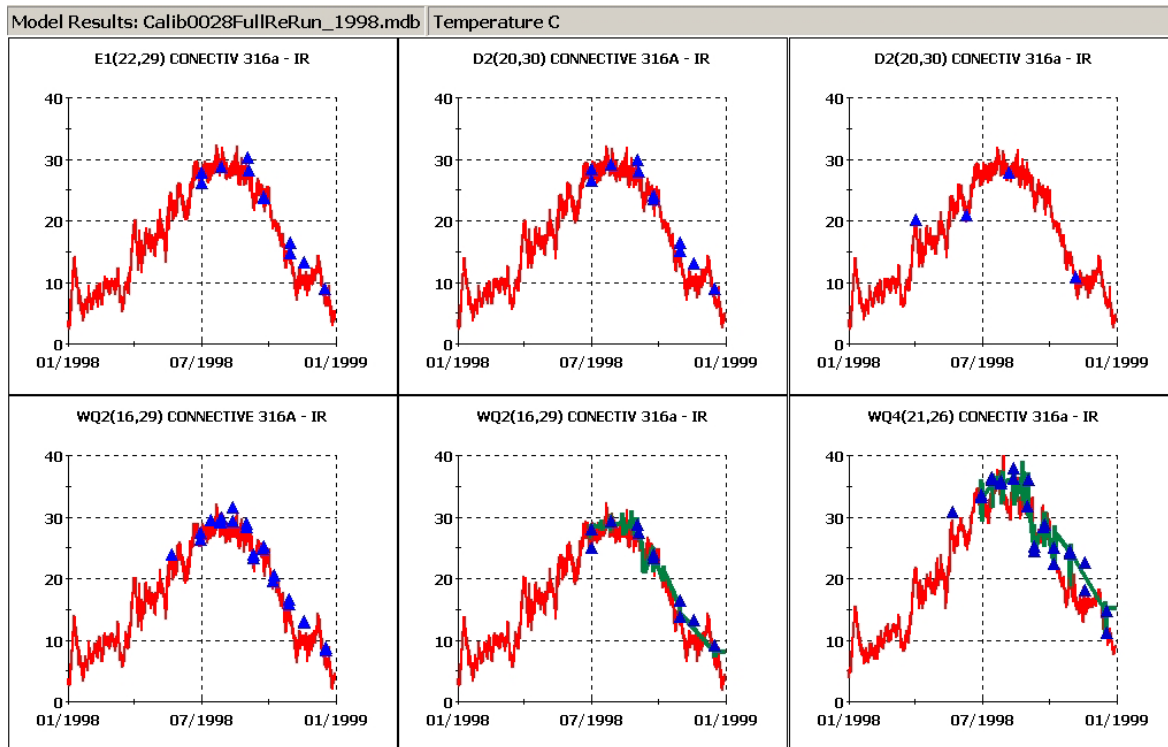 Model Results: Calib0028FullReRun_1998.mdb Temperature C
E1(22,29) CONECTIV 316a - IR
40
30
20
10
0
01/1998 07/1998 01/1999
D2(20,30) CONNECTIVE 316A - IR
40
30
20
10
0
01/1998 07/1998 01/1999
D2(20,30) CONECTIV 316a - IR
40
30
20
10
0
01/1998 07/1998 01/1999
WQ2(16,29) CONNECTIVE 316A - IR
40
30
20
10
0
01/1998 07/1998 01/1999
WQ2(16,29) CONECTIV 316a - IR
40
30
20
10
0
01/1998 07/1998 01/1999
WQ4(21,26) CONECTIV 316a - IR
40
30
20
10
0
01/1998 07/1998 01/1999